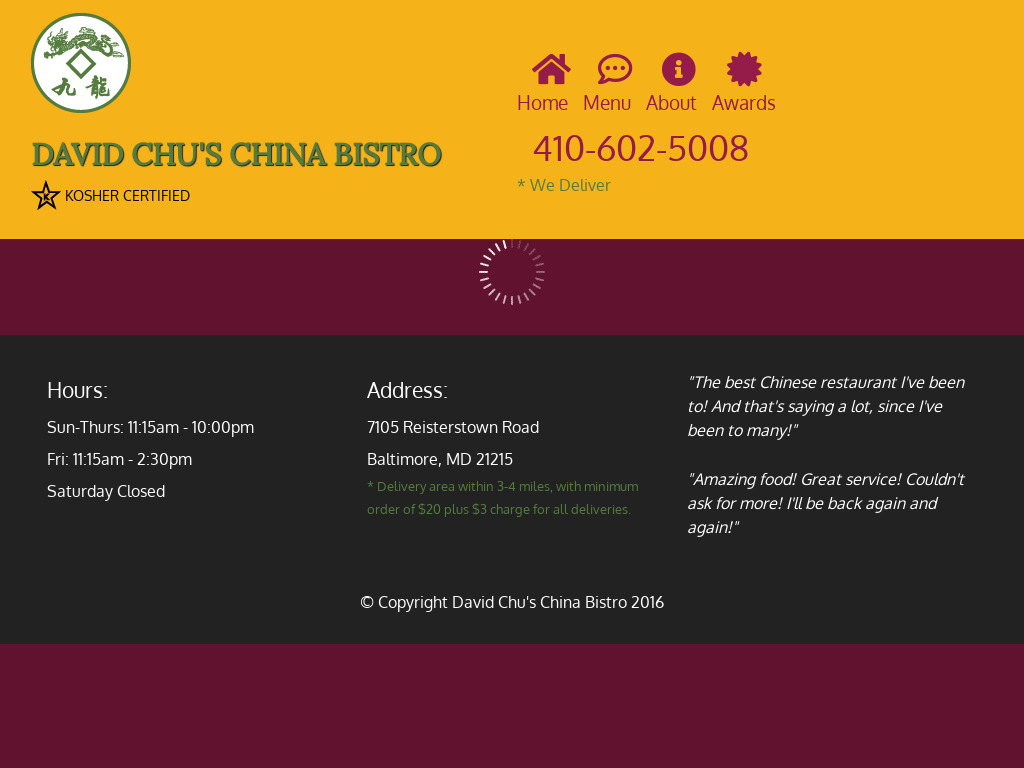 九 龍
DAVID CHU'S CHINA BISTRO
K
KOSHER CERTIFIED
Home Menu About Awards
410-602-5008
* We Deliver
Hours:
Sun-Thurs: 11:15am - 10:00pm
Fri: 11:15am - 2:30pm
Saturday Closed
Address:
7105 Reisterstown Road
Baltimore, MD 21215
* Delivery area within 3-4 miles, with minimum
order of $20 plus $3 charge for all deliveries.
"The best Chinese restaurant I've been
to! And that's saying a lot, since I've
been to many!"
"Amazing food! Great service! Couldn't
ask for more! I'll be back again and
again!"
© Copyright David Chu's China Bistro 2016